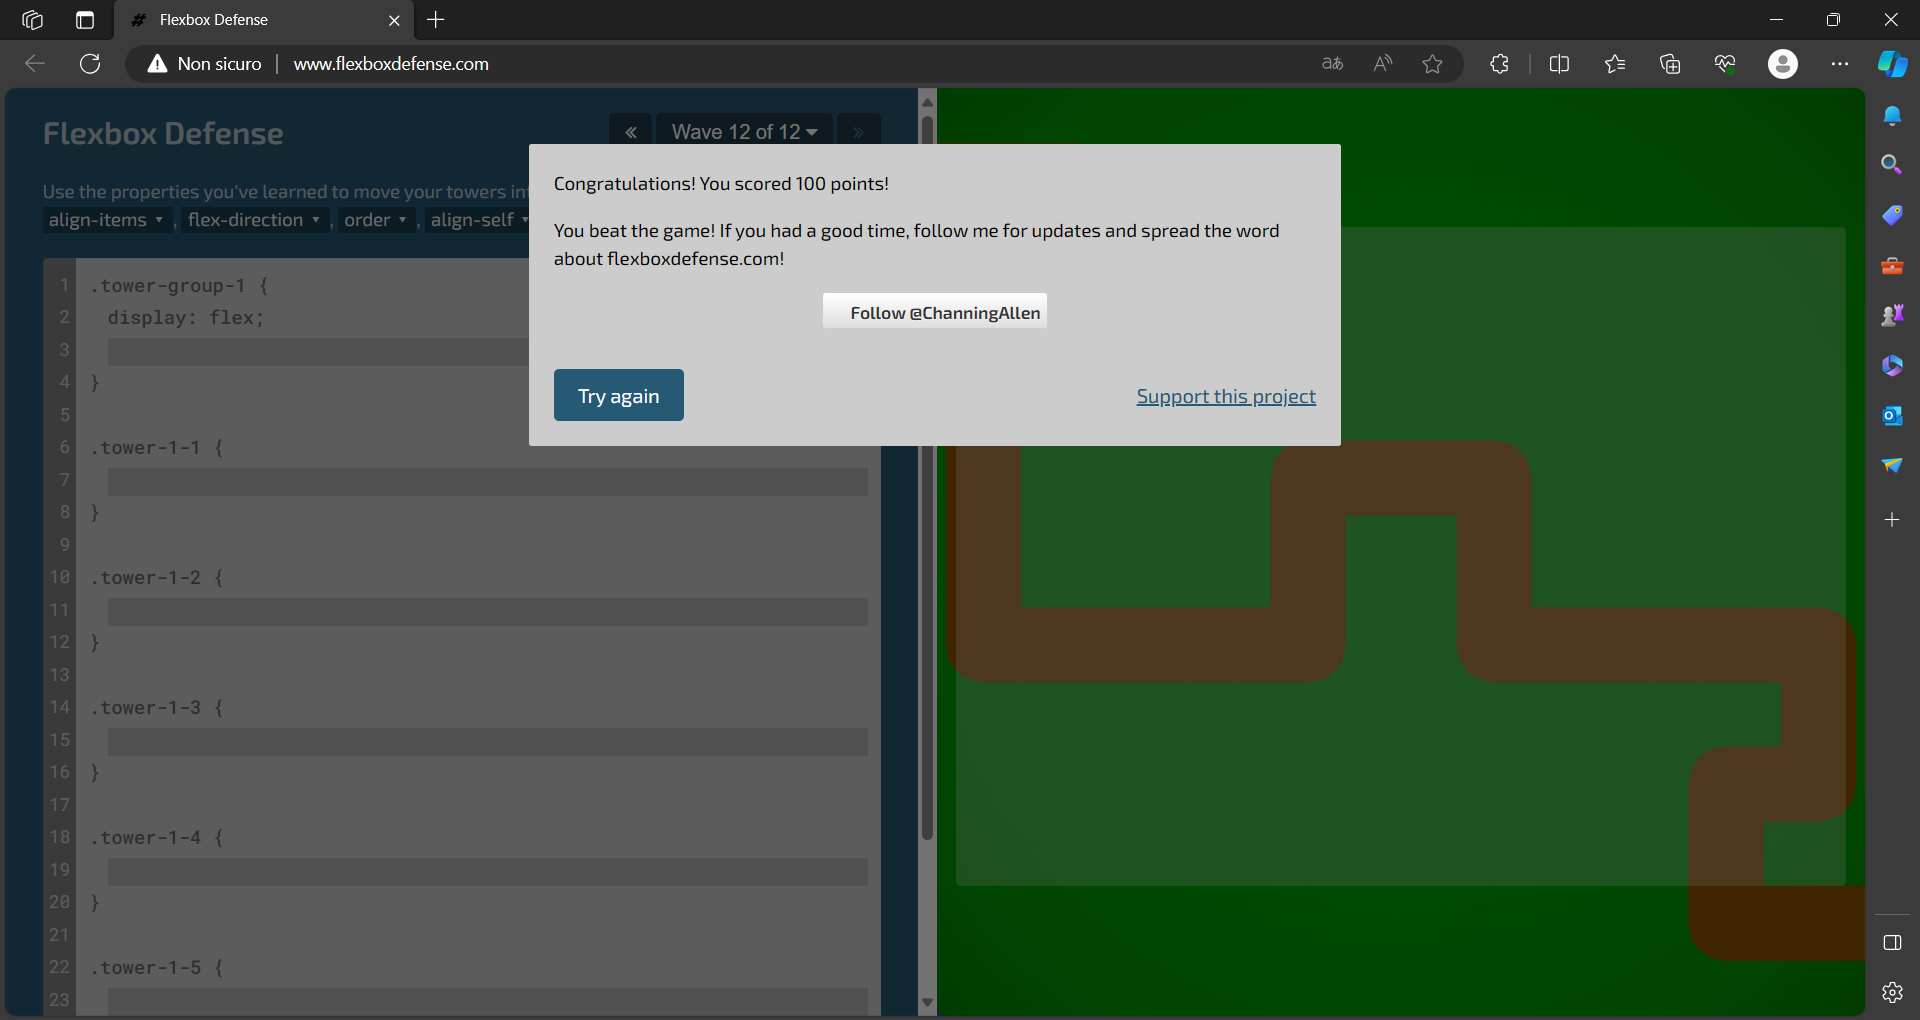 Flexbox Defense
Non sicuro
www.flexboxdefense.com
Flexbox Defense
« Wave 12 of 12 »
Use the properties you've learned to move your towers
align-items , flex-direction , order , align-self
Congratulations! You scored 100 points!
You beat the game! If you had a good time, follow me for updates and spread the word
about flexboxdefense.com!
Follow @ChanningAllen
Try again
Support this project
1 .tower-group-1 {
2 display: flex;
3
4 }
5
6 .tower-1-1 {
7
8 }
9
10 .tower-1-2 {
11
12 }
13
14 .tower-1-3 {
15
16 }
17
18 .tower-1-4 {
19
20 }
21
22 .tower-1-5 {
23